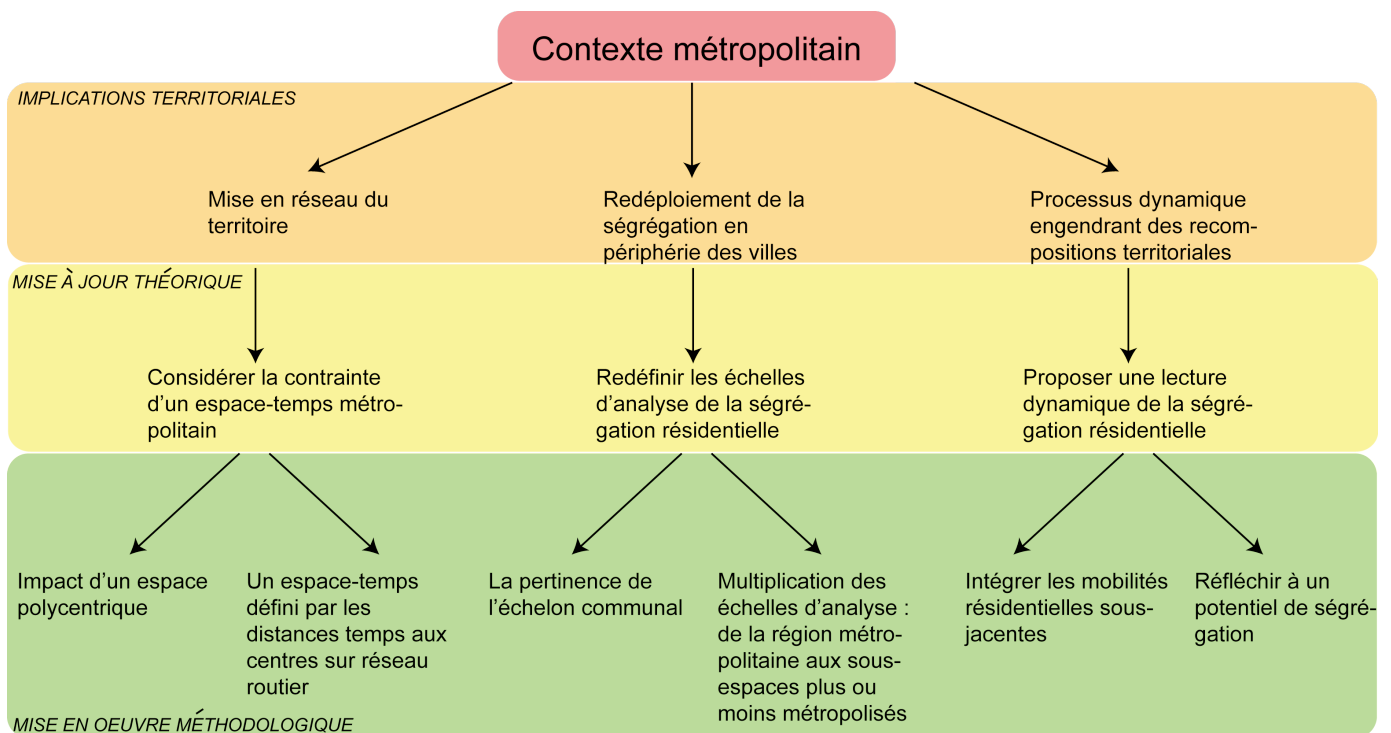 Contexte métropolitain
IMPLICATIONS TERRITORIALES
Mise en réseau du
territoire
Redéploiement de la
ségrégation en
périphérie des villes
Processus dynamique
engendrant des recom-
positions territoriales
MISE À JOUR THÉORIQUE
Considérer la contrainte
d’un espace-temps métro-
politain
Redéfinir les échelles
d’analyse de la ségré-
gation résidentielle
Proposer une lecture
dynamique de la ségré-
gation résidentielle
Impact d’un espace
polycentrique
Un espace-temps
défini par les
distances temps aux
centres sur réseau
routier
La pertinence de
l’échelon communal
Multiplication des
échelles d’analyse :
de la région métro-
politaine aux sous-
espaces plus ou
moins métropolisés
Intégrer les mobilités
résidentielles sous-
jacentes
Réfléchir à un
potentiel de ségré-
gation
MISE EN OEUVRE MÉTHODOLOGIQUE